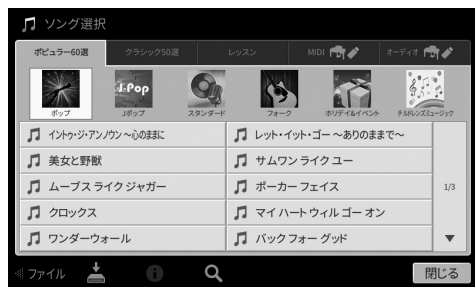 ソング選択
ポピュラー60選
クラシック50選
レッスン
MIDI
オーディオ
J-Pop
ポップ
Jポップ
スタンダード
フォーク
ホリデイ&イベント
チルドレンズミュージック
イントゥ・ジ・アンノウン～心のままに
レット・イット・ゴー ～ありのままで～
美女と野獣
サムワン ライク ユー
ムーブス ライク ジャガー
ポーカー フェイス
1/3
クロックス
マイ ハート ウィル ゴー オン
ワンダーウォール
バック フォー グッド
ファイル
閉じる